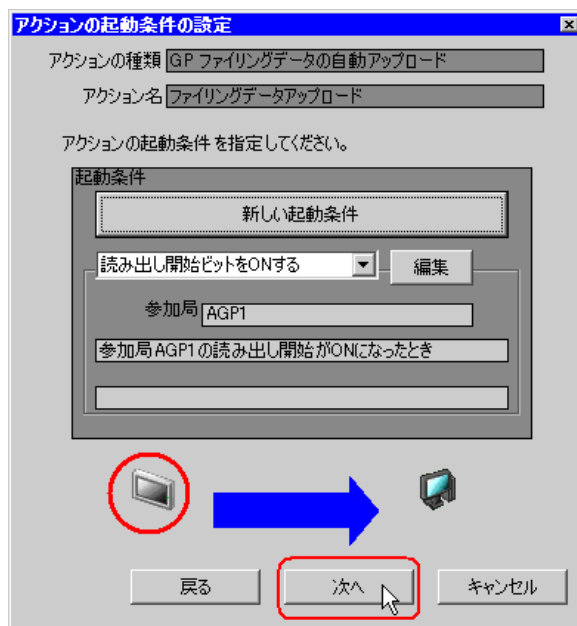 アクションの起動条件の設定
アクションの種類 GP ファイリングデータの自動アップロード
アクション名 ファイリングデータアップロード
アクションの起動条件を指定してください。
起動条件
新しい起動条件
読み出し開始ビットをONする 編集
参加局 AGP1
参加局AGP1の読み出し開始がONになったとき
戻る 次へ キャンセル